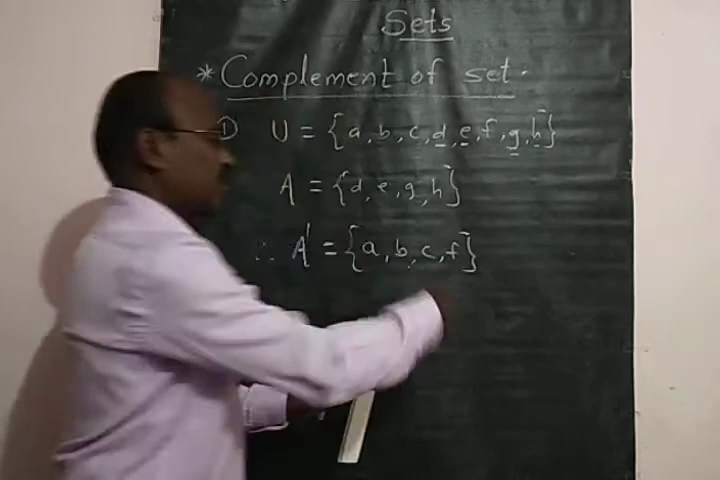 Sets
* Complement of set.
① U = {a, b, c, d, e, f, g, h}
A = {d, e, g, h}
∴ A' = {a, b, c, f}